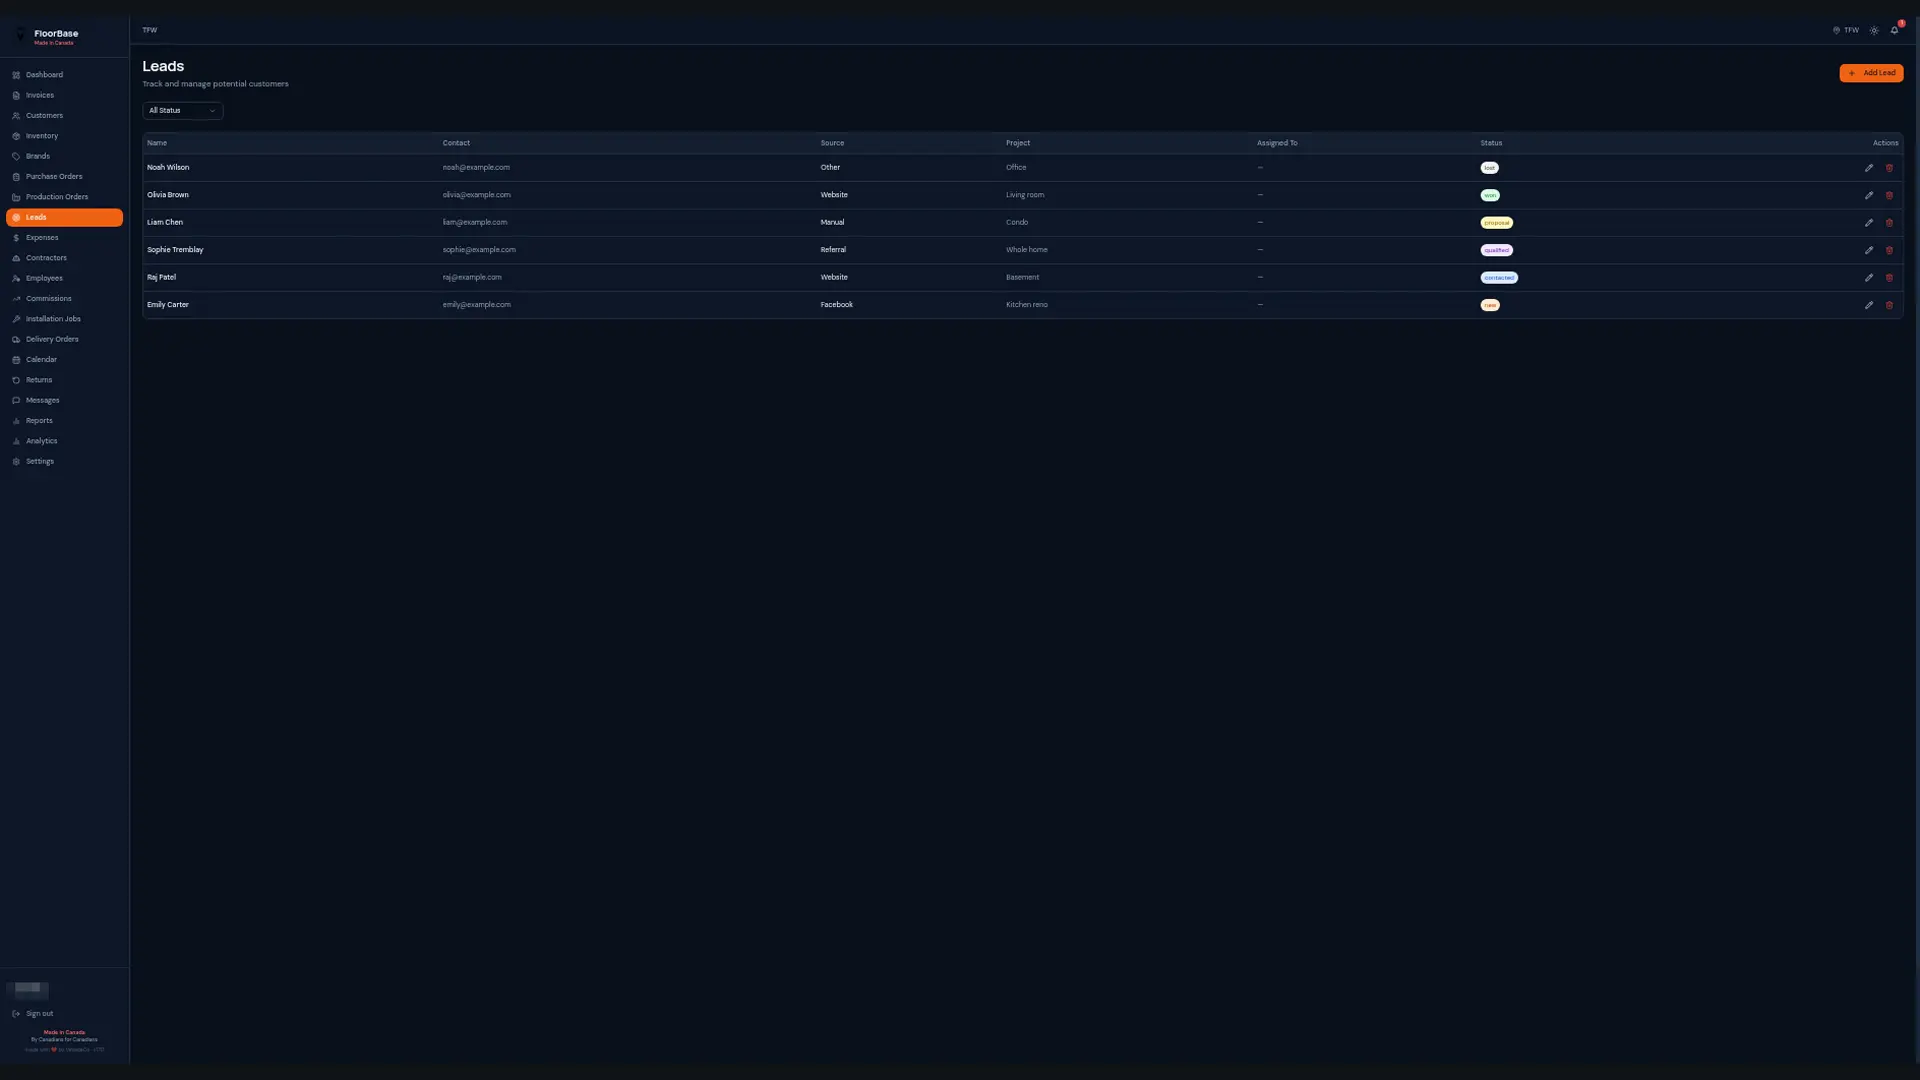 FloorBase
Made in Canada
Dashboard
Invoices
Customers
Inventory
Brands
Purchase Orders
Production Orders
Leads
Expenses
Contractors
Employees
Commissions
Installation Jobs
Delivery Orders
Calendar
Returns
Messages
Reports
Analytics
Settings
Sign out
Made in Canada
By Canadians for Canadians
made with ❤ by
TFW
TFW
1
Leads
Track and manage potential customers
+ Add Lead
All Status
Name Contact Source Project Assigned To Status Actions
Noah Wilson noah@example.com Other Office — lost
Olivia Brown olivia@example.com Website Living room — won
Liam Chen liam@example.com Manual Condo — proposal
Sophie Tremblay sophie@example.com Referral Whole home — qualified
Raj Patel raj@example.com Website Basement — contacted
Emily Carter emily@example.com Facebook Kitchen reno — new